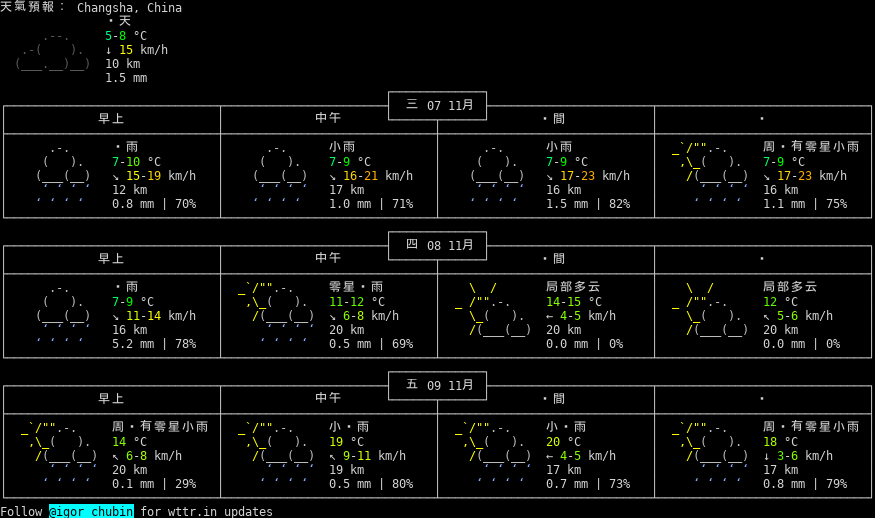 天氣預報： Changsha, China
・天
5-8 °C
↓ 15 km/h
10 km
1.5 mm
三 07 11月
早上 中午 ・間 ・
・雨 小雨 小雨 周・有零星小雨
7-10 °C 7-9 °C 7-9 °C 7-9 °C
↘ 15-19 km/h ↘ 16-21 km/h ↘ 17-23 km/h ↘ 17-23 km/h
12 km 17 km 16 km 16 km
0.8 mm | 70% 1.0 mm | 71% 1.5 mm | 82% 1.1 mm | 75%
四 08 11月
早上 中午 ・間 ・
・雨 零星・雨 局部多云 局部多云
7-9 °C 11-12 °C 14-15 °C 12 °C
↘ 11-14 km/h ↘ 6-8 km/h ← 4-5 km/h ↖ 5-6 km/h
16 km 20 km 20 km 20 km
5.2 mm | 78% 0.5 mm | 69% 0.0 mm | 0% 0.0 mm | 0%
五 09 11月
早上 中午 ・間 ・
周・有零星小雨 小・雨 小・雨 周・有零星小雨
14 °C 19 °C 20 °C 18 °C
↖ 6-8 km/h ↖ 9-11 km/h ← 4-5 km/h ↓ 3-6 km/h
20 km 19 km 17 km 17 km
0.1 mm | 29% 0.5 mm | 80% 0.7 mm | 73% 0.8 mm | 79%
Follow @igor_chubin for wttr.in updates